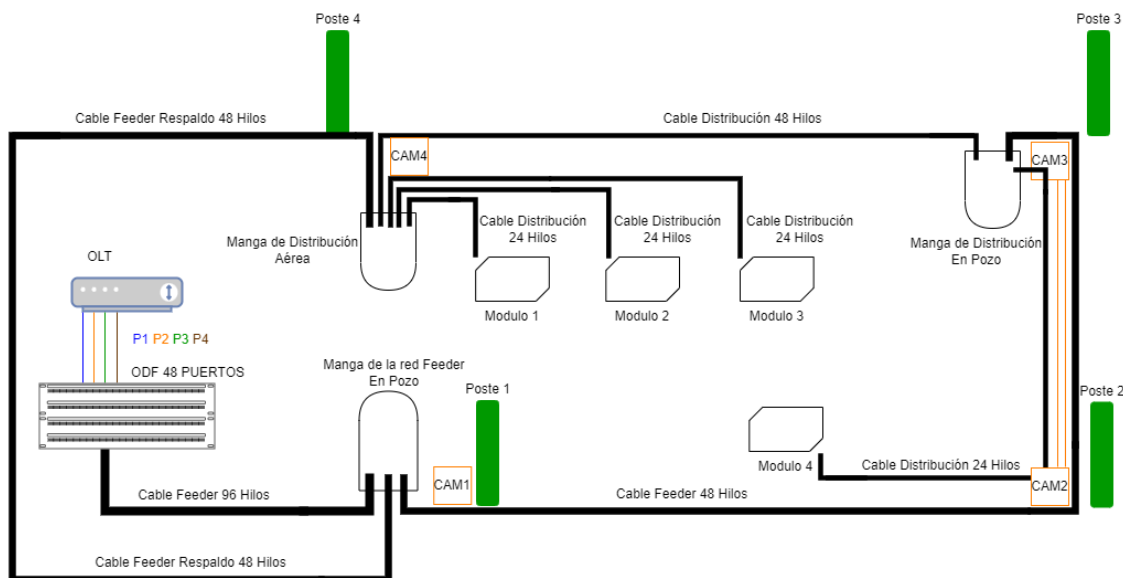 Poste 4
Poste 3
Cable Feeder Respaldo 48 Hilos
Cable Distribución 48 Hilos
CAM4
CAM3
Cable Distribución
24 Hilos
Cable Distribución
24 Hilos
Cable Distribución
24 Hilos
Manga de Distribución
Aérea
Manga de Distribución
En Pozo
OLT
Modulo 1
Modulo 2
Modulo 3
P1 P2 P3 P4
ODF 48 PUERTOS
Manga de la red Feeder
En Pozo
Poste 1
Poste 2
Modulo 4
Cable Distribución 24 Hilos
CAM1
CAM2
Cable Feeder 96 Hilos
Cable Feeder 48 Hilos
Cable Feeder Respaldo 48 Hilos